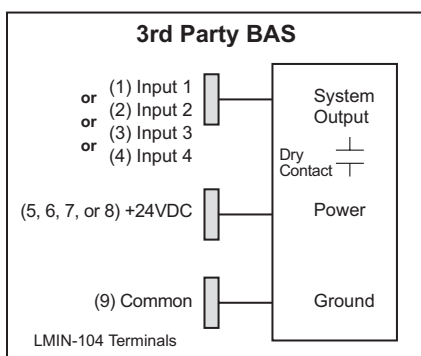 3rd Party BAS
or (1) Input 1
or (2) Input 2
or (3) Input 3
(4) Input 4
System
Output
Dry
Contact
(5, 6, 7, or 8) +24VDC
Power
(9) Common
Ground
LMIN-104 Terminals